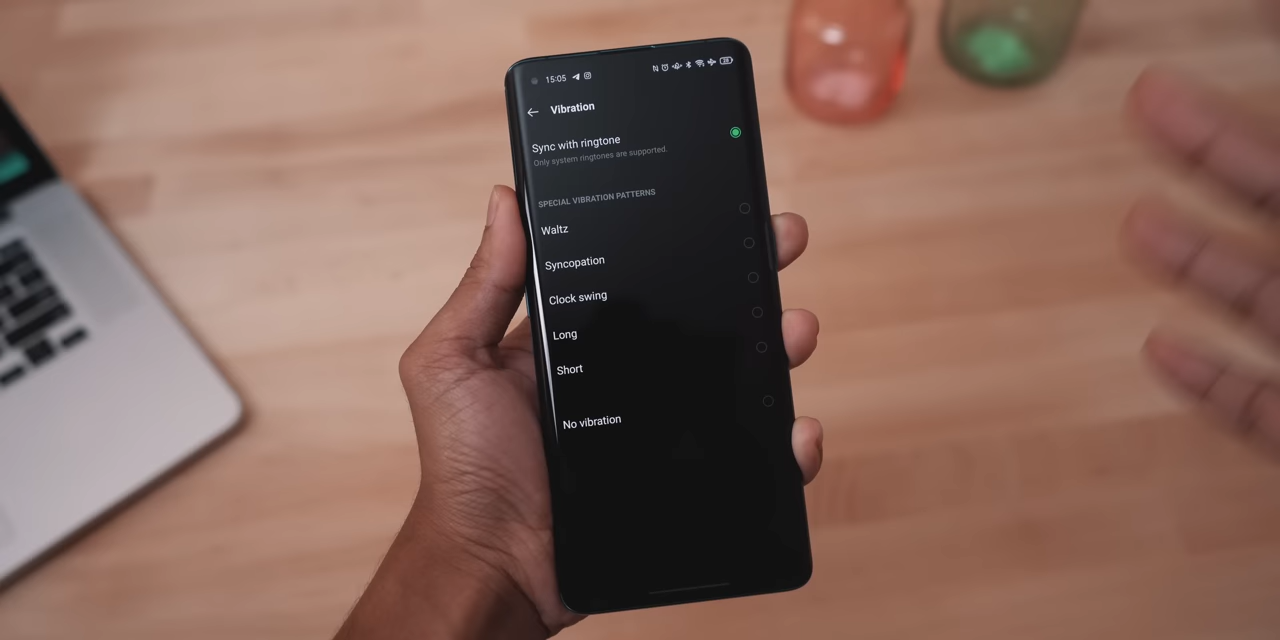 15:05
Vibration
Sync with ringtone
Only system ringtones are supported.
SPECIAL VIBRATION PATTERNS
Waltz
Syncopation
Clock swing
Long
Short
No vibration